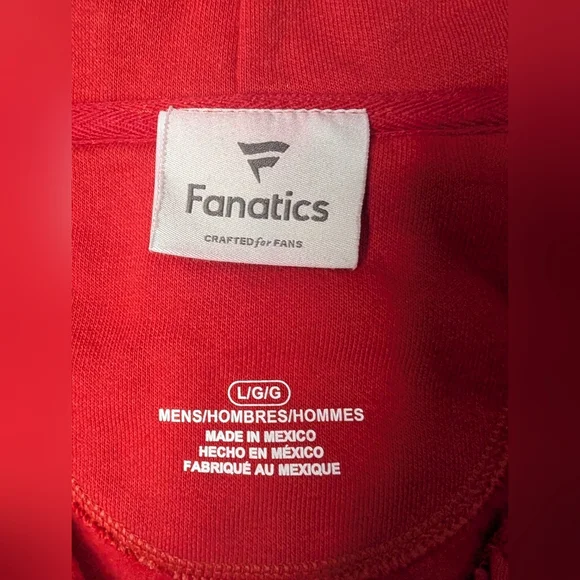 Fanatics
CRAFTED for FANS
L/G/G
MENS/HOMBRES/HOMMES
MADE IN MEXICO
HECHO EN MÉXICO
FABRIQUÉ AU MEXIQUE